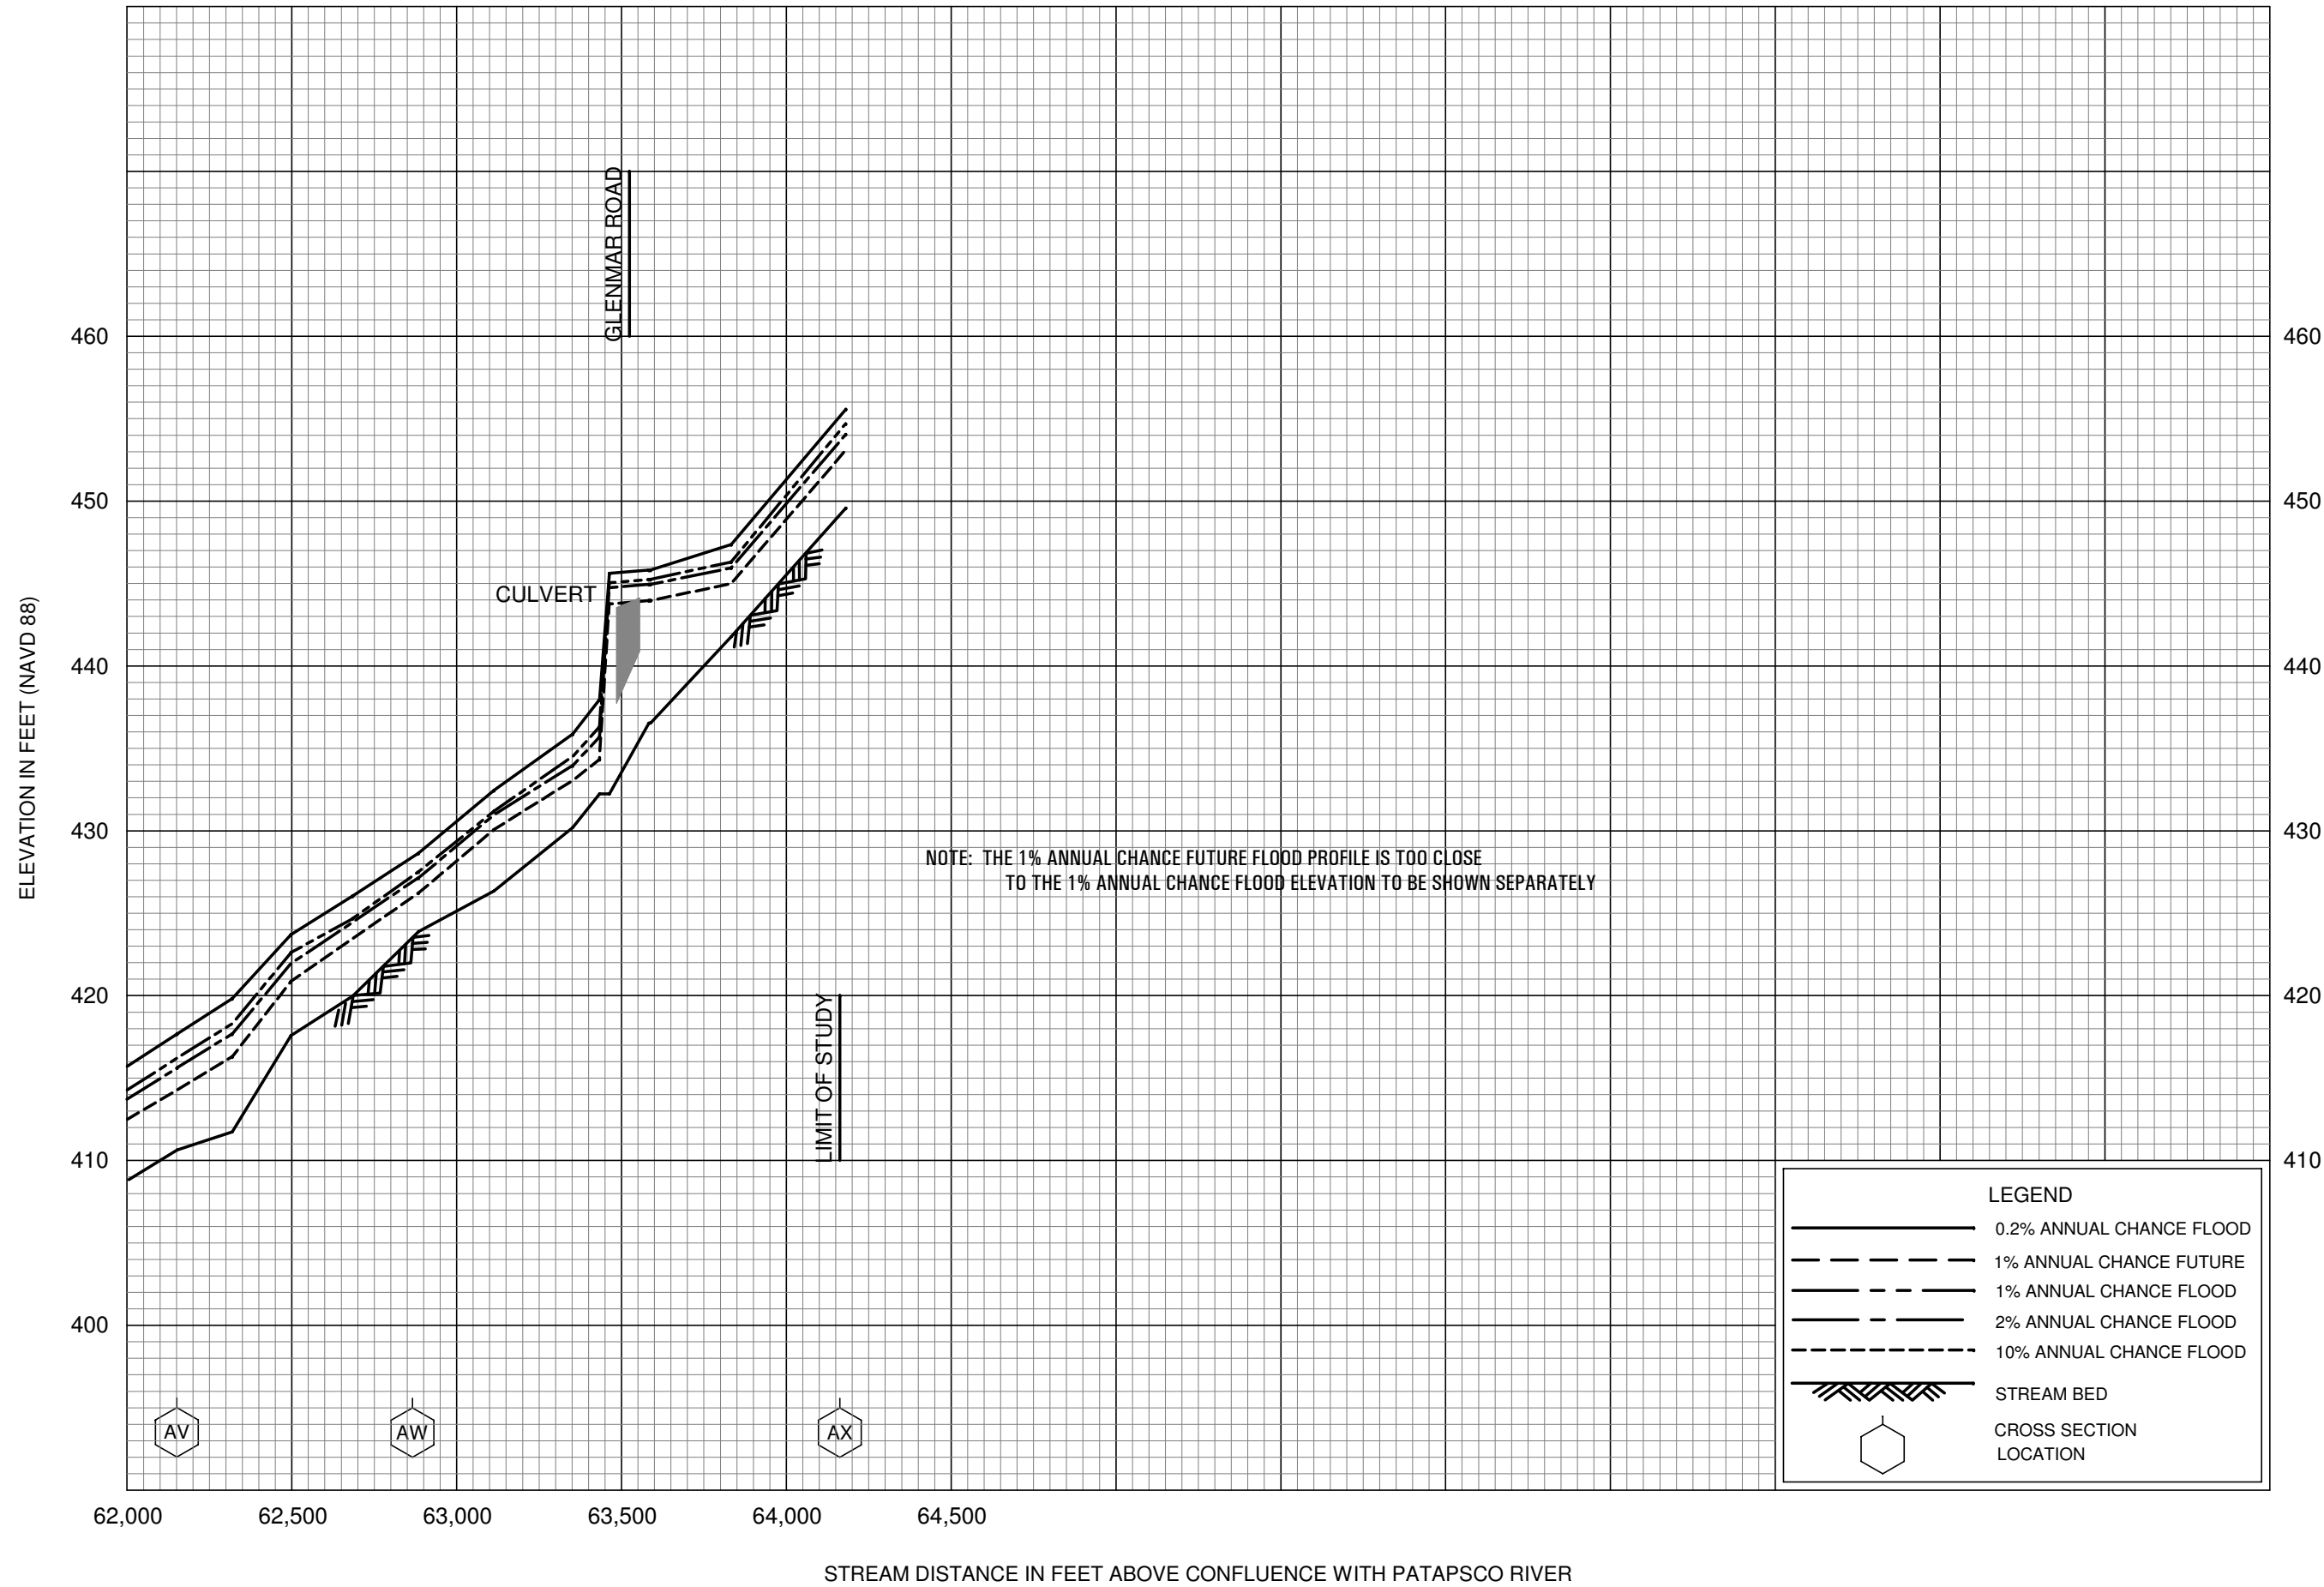 GLENMAR ROAD
460
460
450
450
CULVERT
440
440
ELEVATION IN FEET (NAVD 88)
430
430
NOTE: THE 1% ANNUAL CHANCE FUTURE FLOOD PROFILE IS TOO CLOSE
TO THE 1% ANNUAL CHANCE FLOOD ELEVATION TO BE SHOWN SEPARATELY
420
420
LIMIT OF STUDY
410
410
LEGEND
0.2% ANNUAL CHANCE FLOOD
1% ANNUAL CHANCE FUTURE
1% ANNUAL CHANCE FLOOD
2% ANNUAL CHANCE FLOOD
10% ANNUAL CHANCE FLOOD
STREAM BED
CROSS SECTION
LOCATION
400
AV
AW
AX
62,000
62,500
63,000
63,500
64,000
64,500
STREAM DISTANCE IN FEET ABOVE CONFLUENCE WITH PATAPSCO RIVER